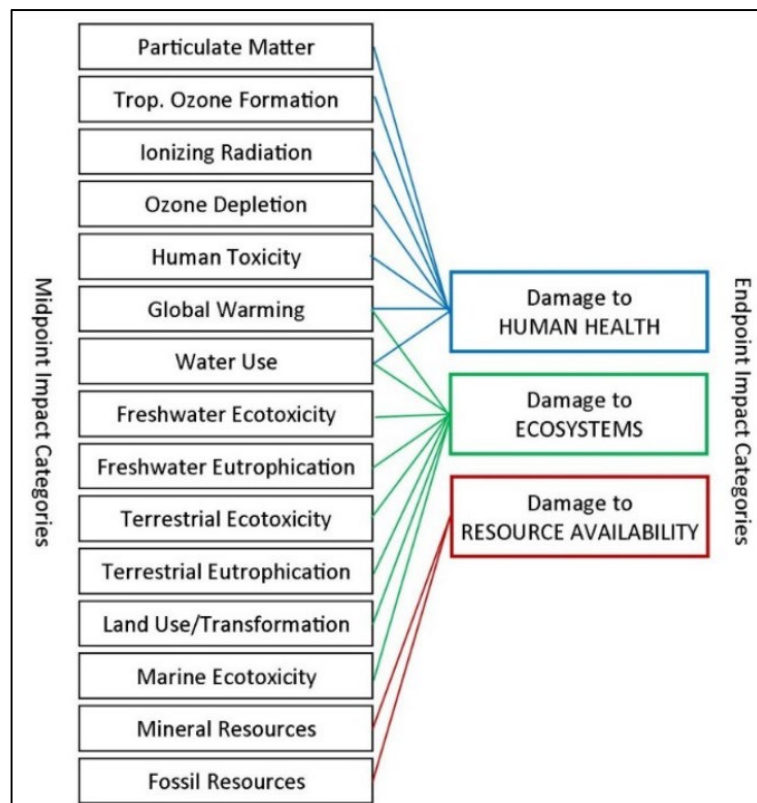 Midpoint Impact Categories
Particulate Matter
Trop. Ozone Formation
Ionizing Radiation
Ozone Depletion
Human Toxicity
Global Warming
Water Use
Freshwater Ecotoxicity
Freshwater Eutrophication
Terrestrial Ecotoxicity
Terrestrial Eutrophication
Land Use/Transformation
Marine Ecotoxicity
Mineral Resources
Fossil Resources
Damage to
HUMAN HEALTH
Damage to
ECOSYSTEMS
Damage to
RESOURCE AVAILABILITY
Endpoint Impact Categories